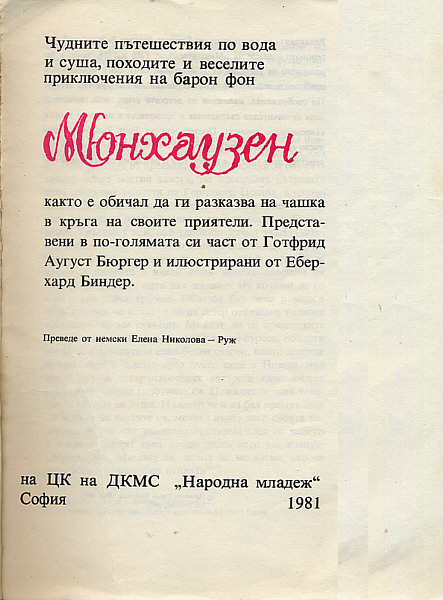 Чудните пътешествия по вода
и суша, походите и веселите
приключения на барон фон
Мюнхаузен
както е обичал да ги разказва на чашка
в кръга на своите приятели. Предста-
вени в по-голямата си част от Готфрид
Аугуст Бюргер и илюстрирани от Ебер-
хард Биндер.
Преведе от немски Елена Николова – Руж
на ЦК на ДКМС „Народна младеж“
София 1981